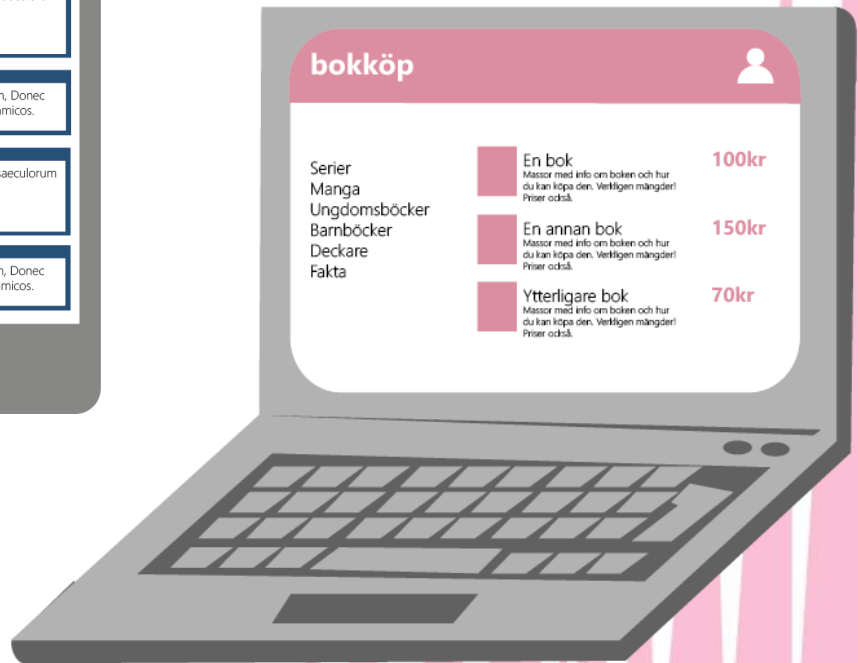 n, Donec
micos.
saeculorum
n, Donec
micos.
bokköp
Serier
Manga
Ungdomsböcker
Barnböcker
Deckare
Fakta
En bok
Massor med info om boken och hur
du kan köpa den. Verkligen mängder!
Priser också.
100kr
En annan bok
Massor med info om boken och hur
du kan köpa den. Verkligen mängder!
Priser också.
150kr
Ytterligare bok
Massor med info om boken och hur
du kan köpa den. Verkligen mängder!
Priser också.
70kr